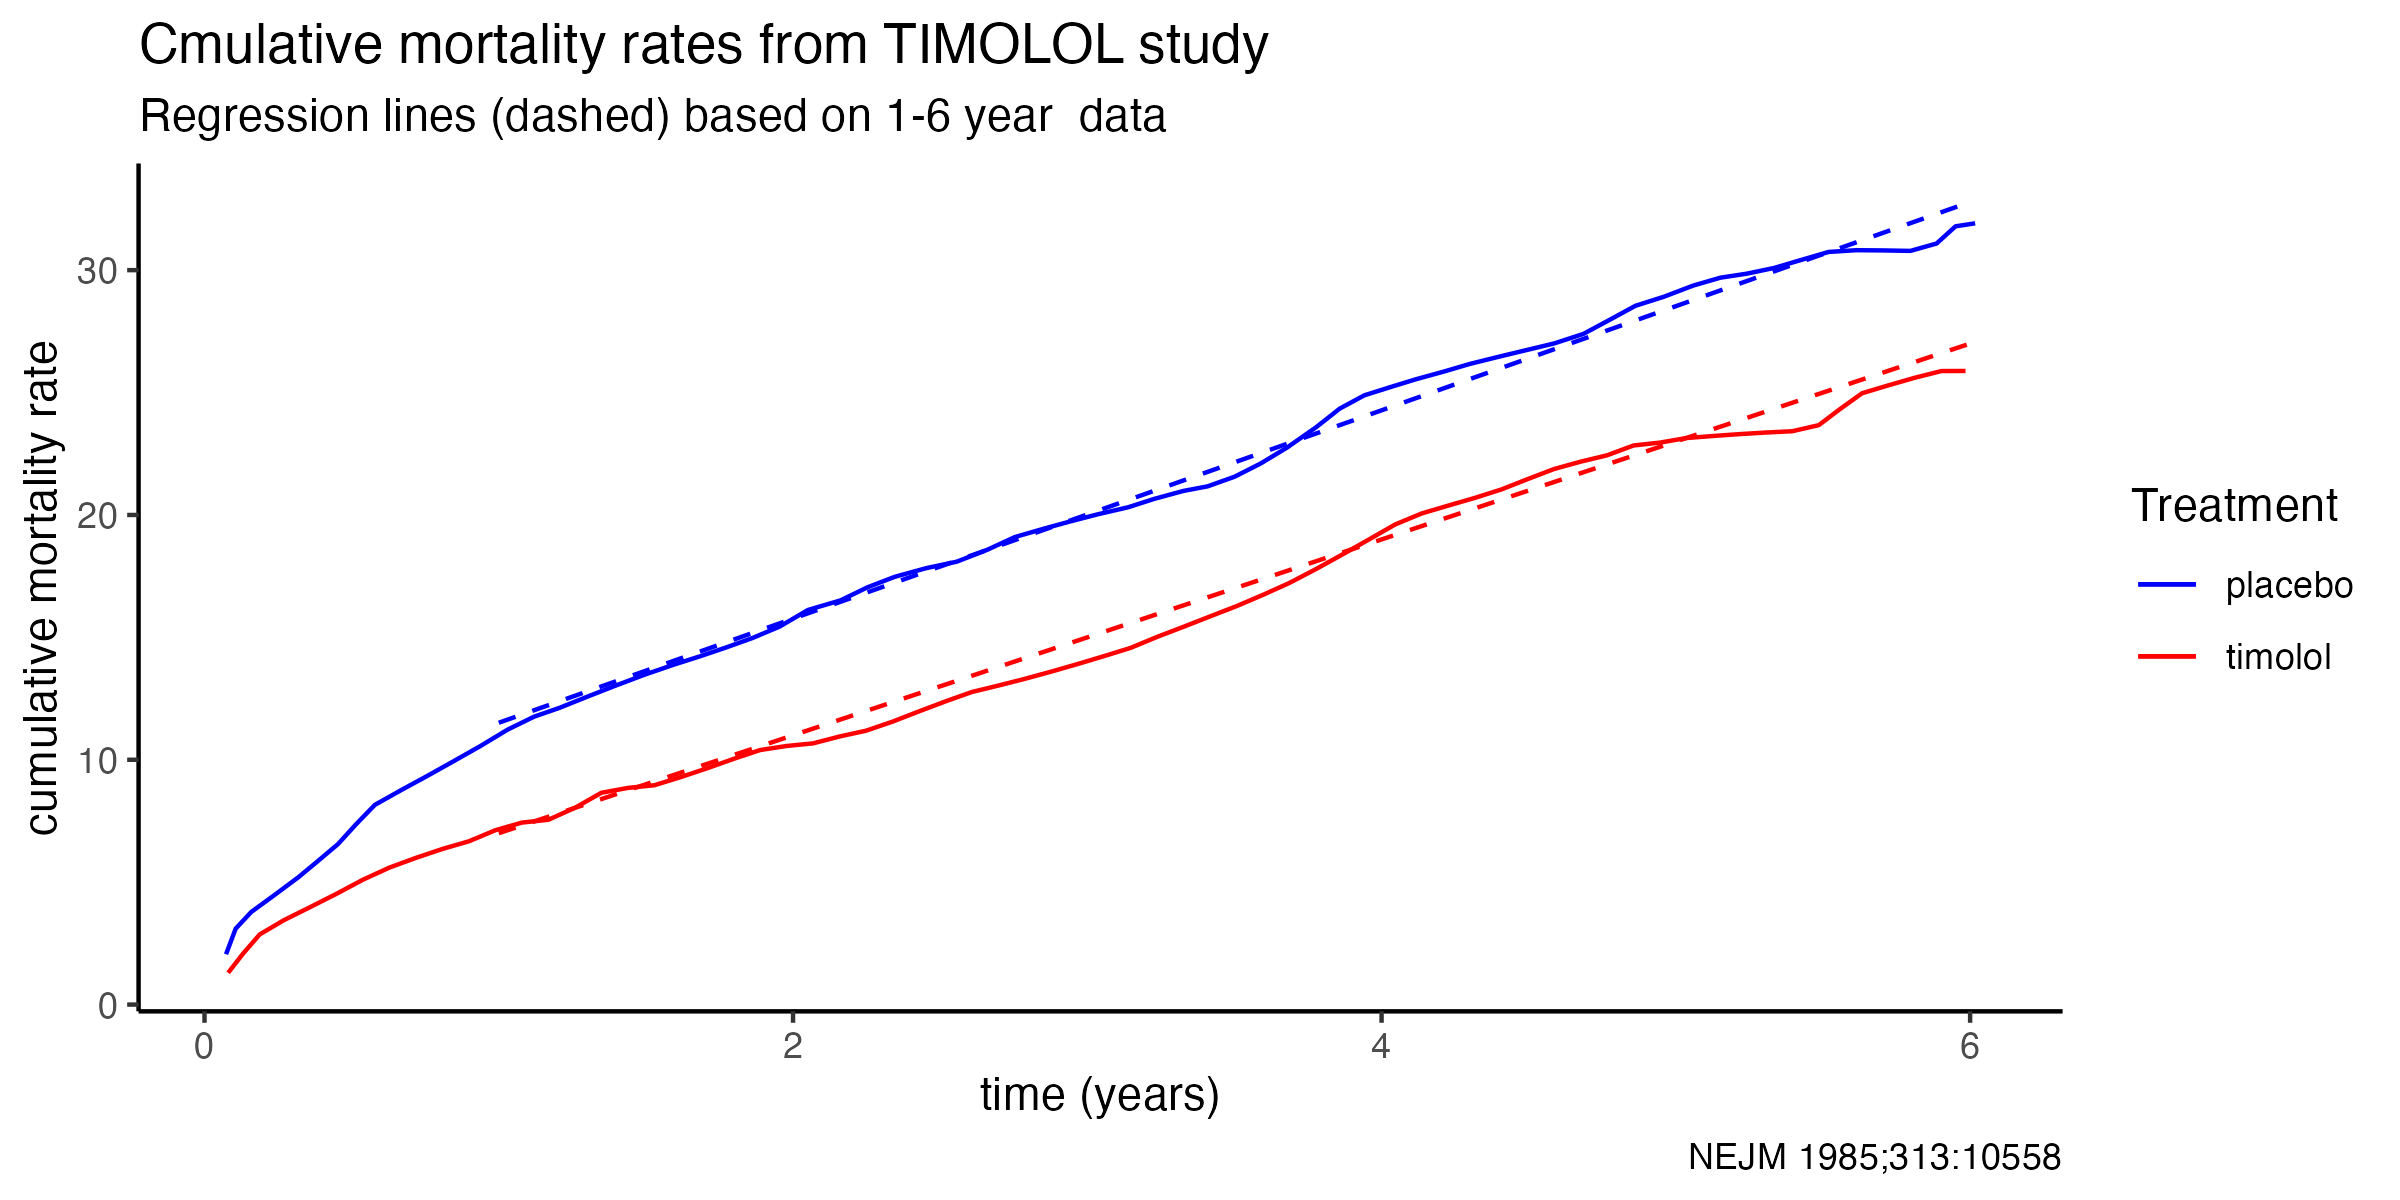 Cmulative mortality rates from TIMOLOL study
Regression lines (dashed) based on 1-6 year  data
cumulative mortality rate
30
20
10
0
0
2
4
6
time (years)
Treatment
placebo
timolol
NEJM 1985;313:10558